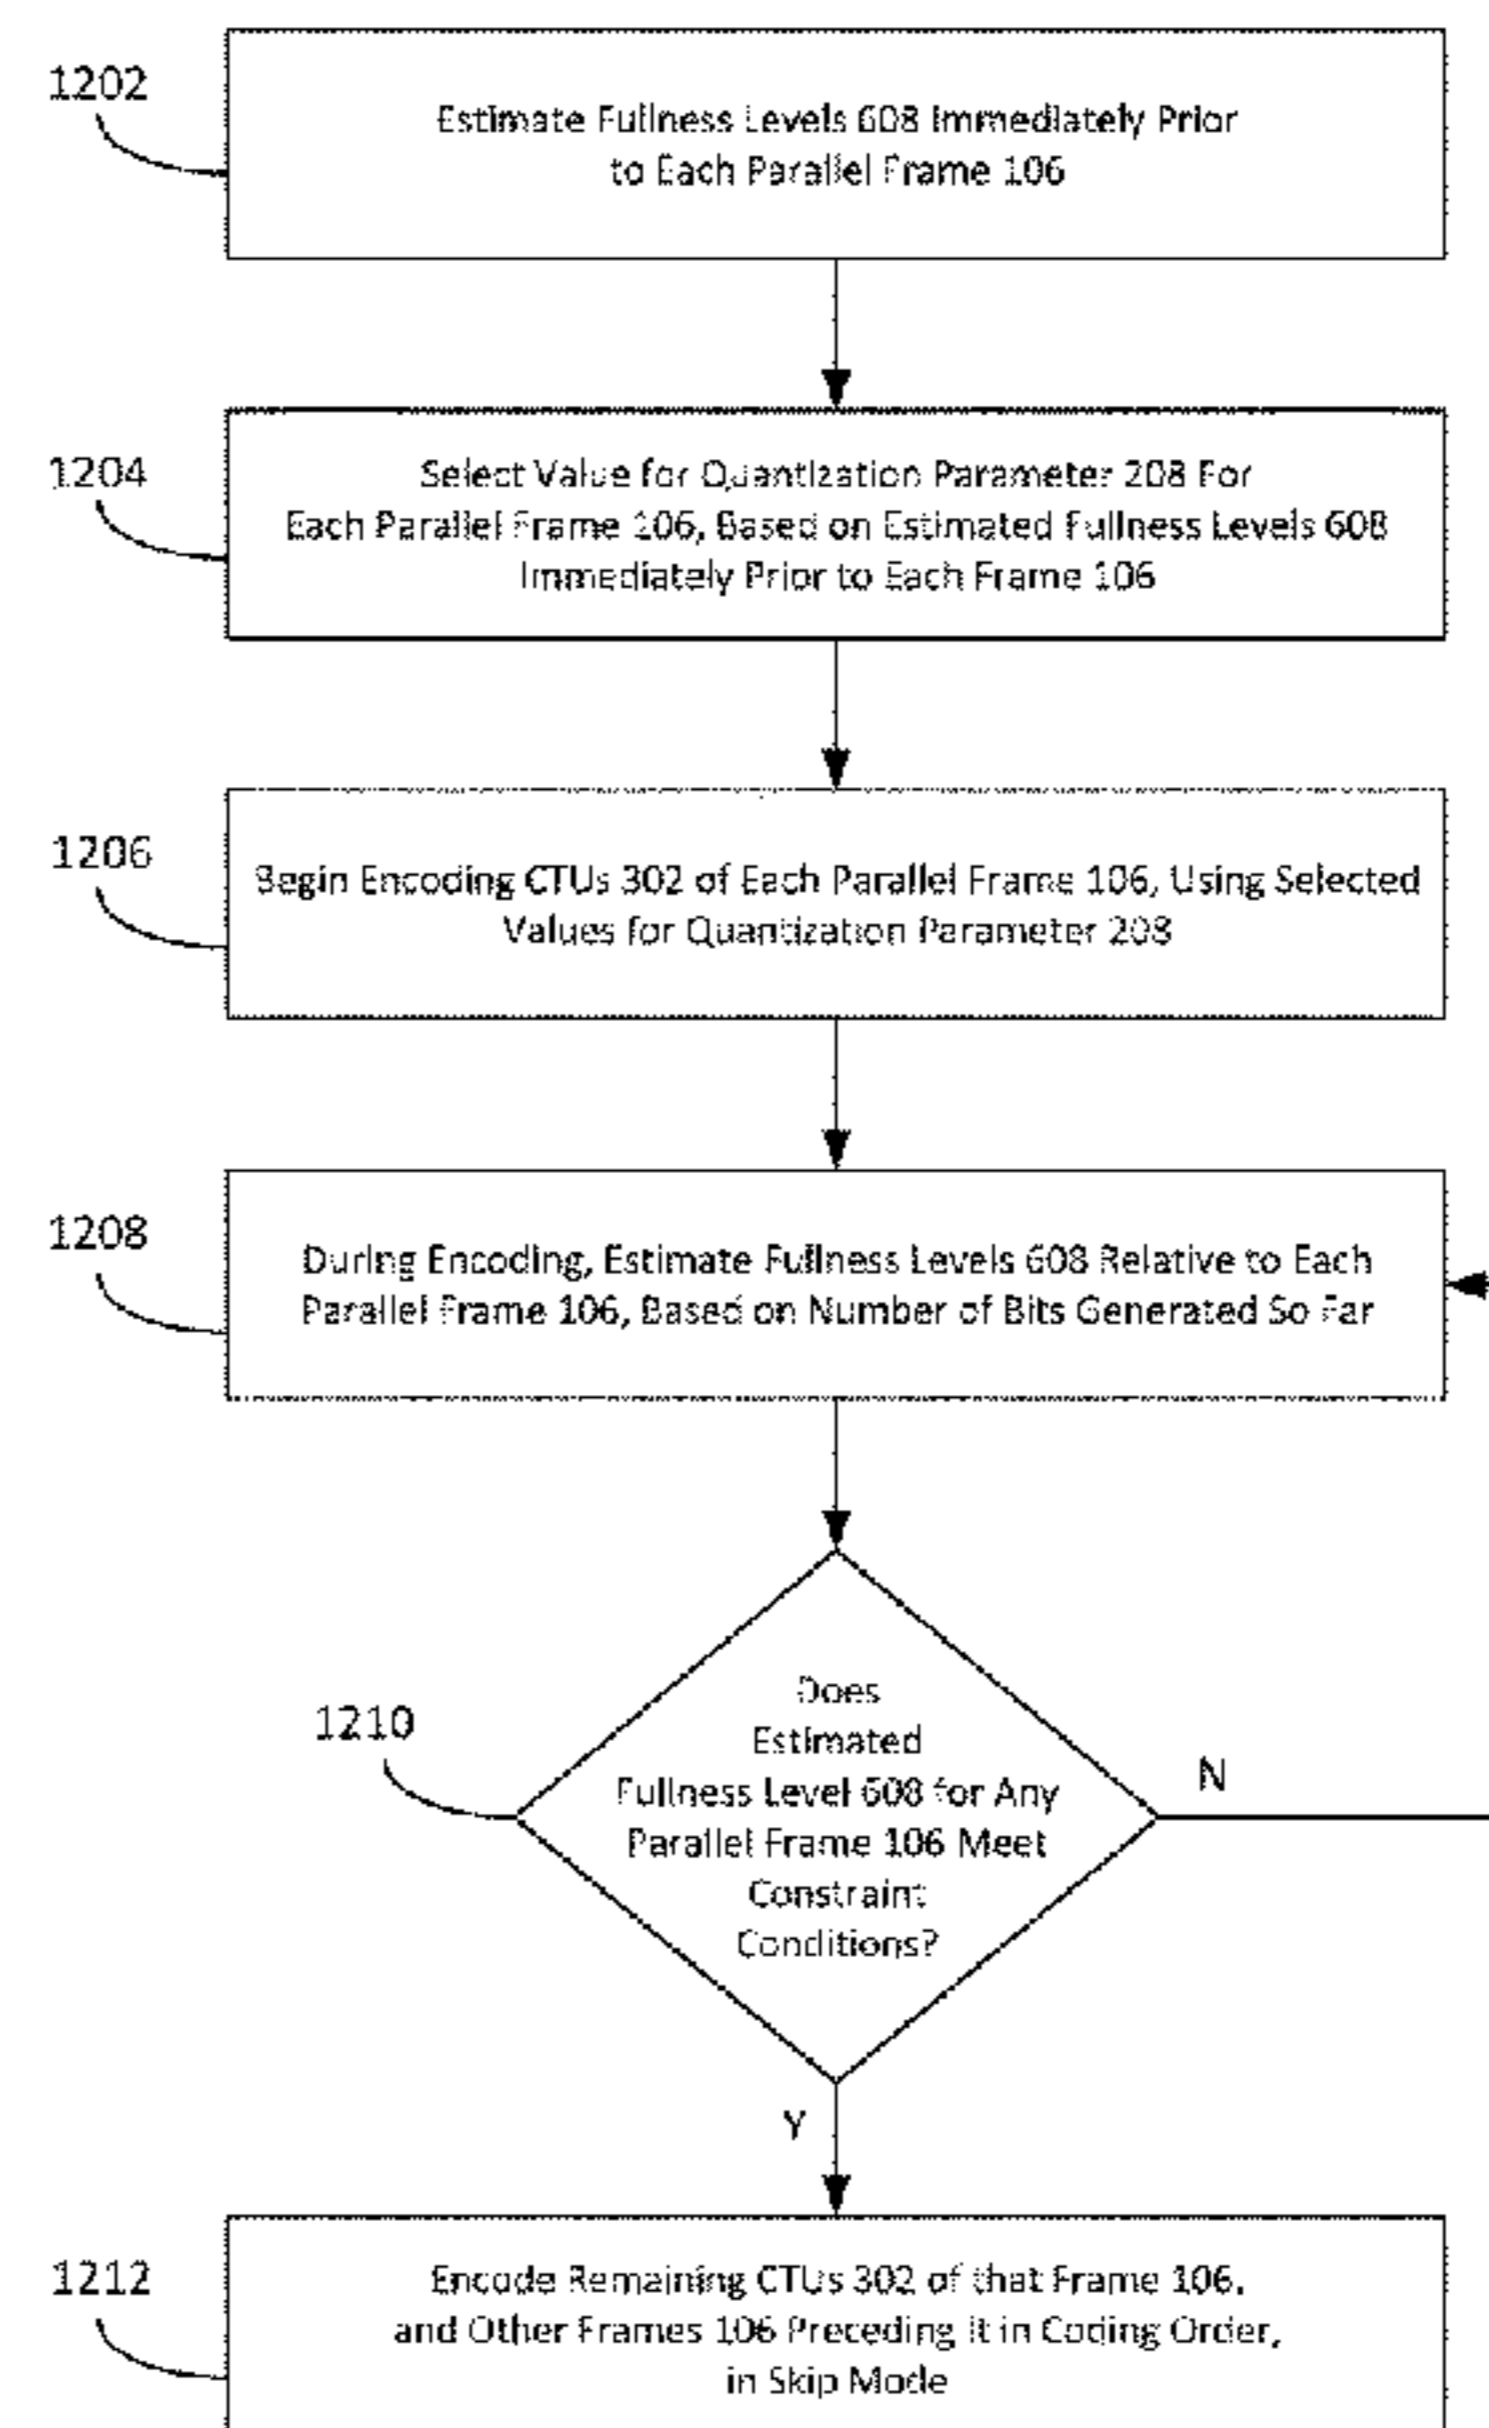 1202
Estimate Fullness Levels 608 Immediately Prior
to Each Parallel Frame 106
1204
Select Value for Quantization Parameter 208 For
Each Parallel Frame 106, Based on Estimated Fullness Levels 608
Immediately Prior to Each Frame 106
1206
Begin Encoding CTUs 302 of Each Parallel Frame 106, Using Selected
Values for Quantization Parameter 208
1208
During Encoding, Estimate Fullness Levels 608 Relative to Each
Parallel Frame 106, Based on Number of Bits Generated So Far
1210
Does
Estimated
Fullness Level 608 for Any
Parallel Frame 106 Meet
Constraint
Conditions?
N
Y
1212
Encode Remaining CTUs 302 of that Frame 106,
and Other Frames 106 Preceding It in Coding Order,
in Skip Mode